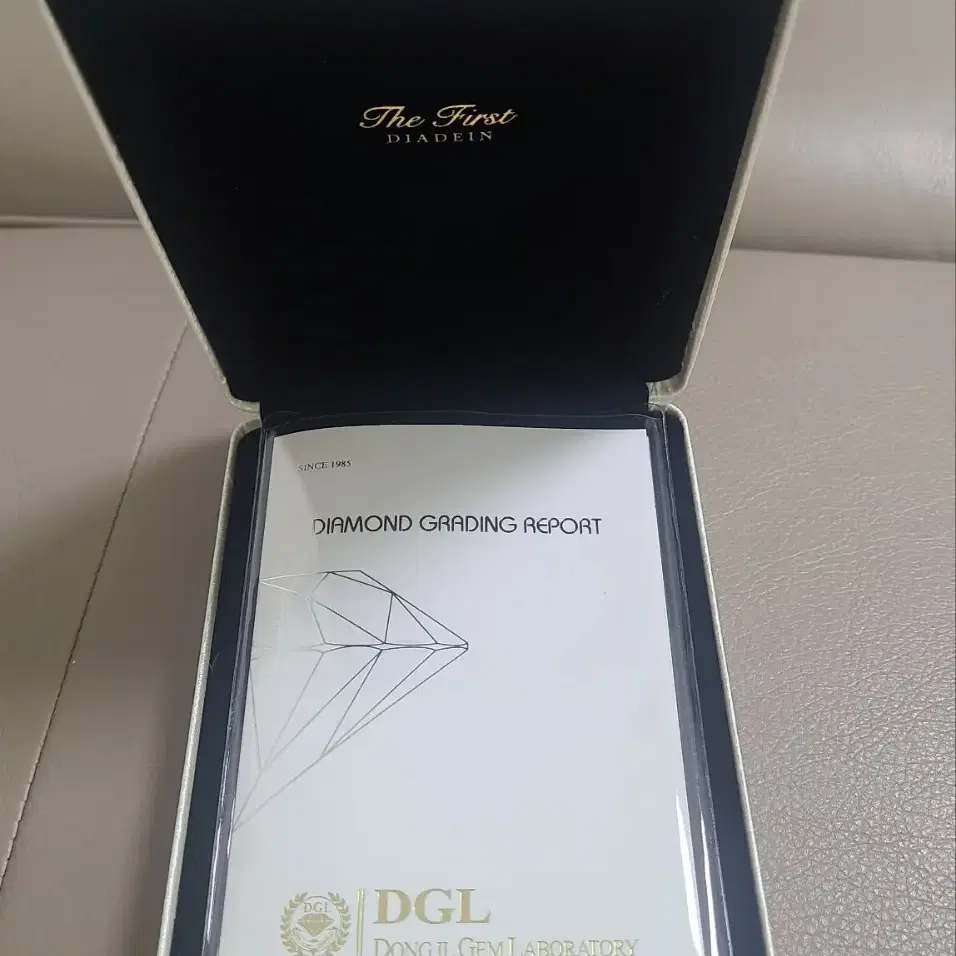 The First
DIADEIN
SINCE 1985
DIAMOND GRADING REPORT
DGL
DGL
DONG IL GEM LABORATORY